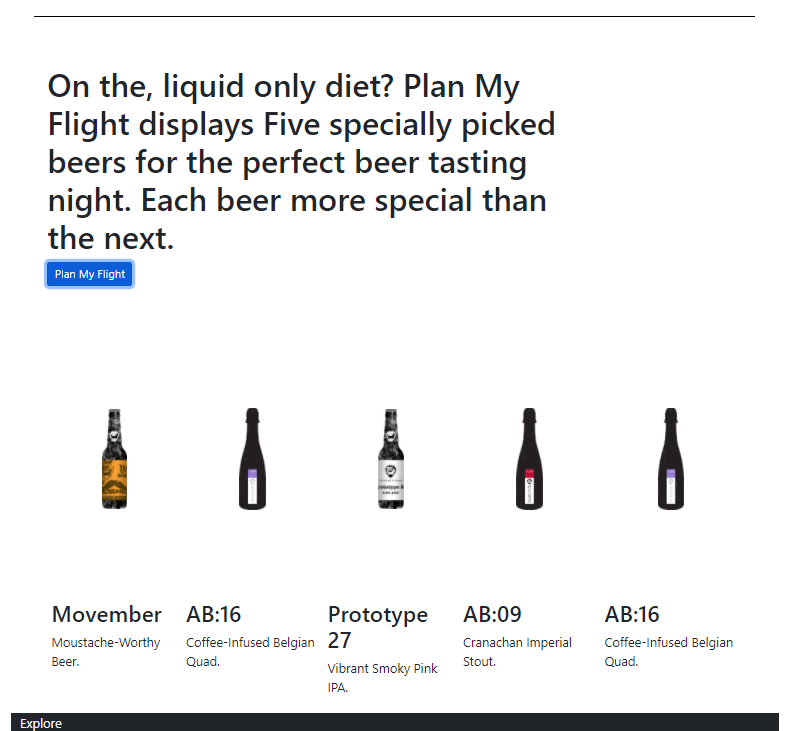 On the, liquid only diet? Plan My
Flight displays Five specially picked
beers for the perfect beer tasting
night. Each beer more special than
the next.
Plan My Flight
Movember
Moustache-Worthy
Beer.
AB:16
Coffee-Infused Belgian
Quad.
Prototype
27
Vibrant Smoky Pink
IPA.
AB:09
Cranachan Imperial
Stout.
AB:16
Coffee-Infused Belgian
Quad.
Explore